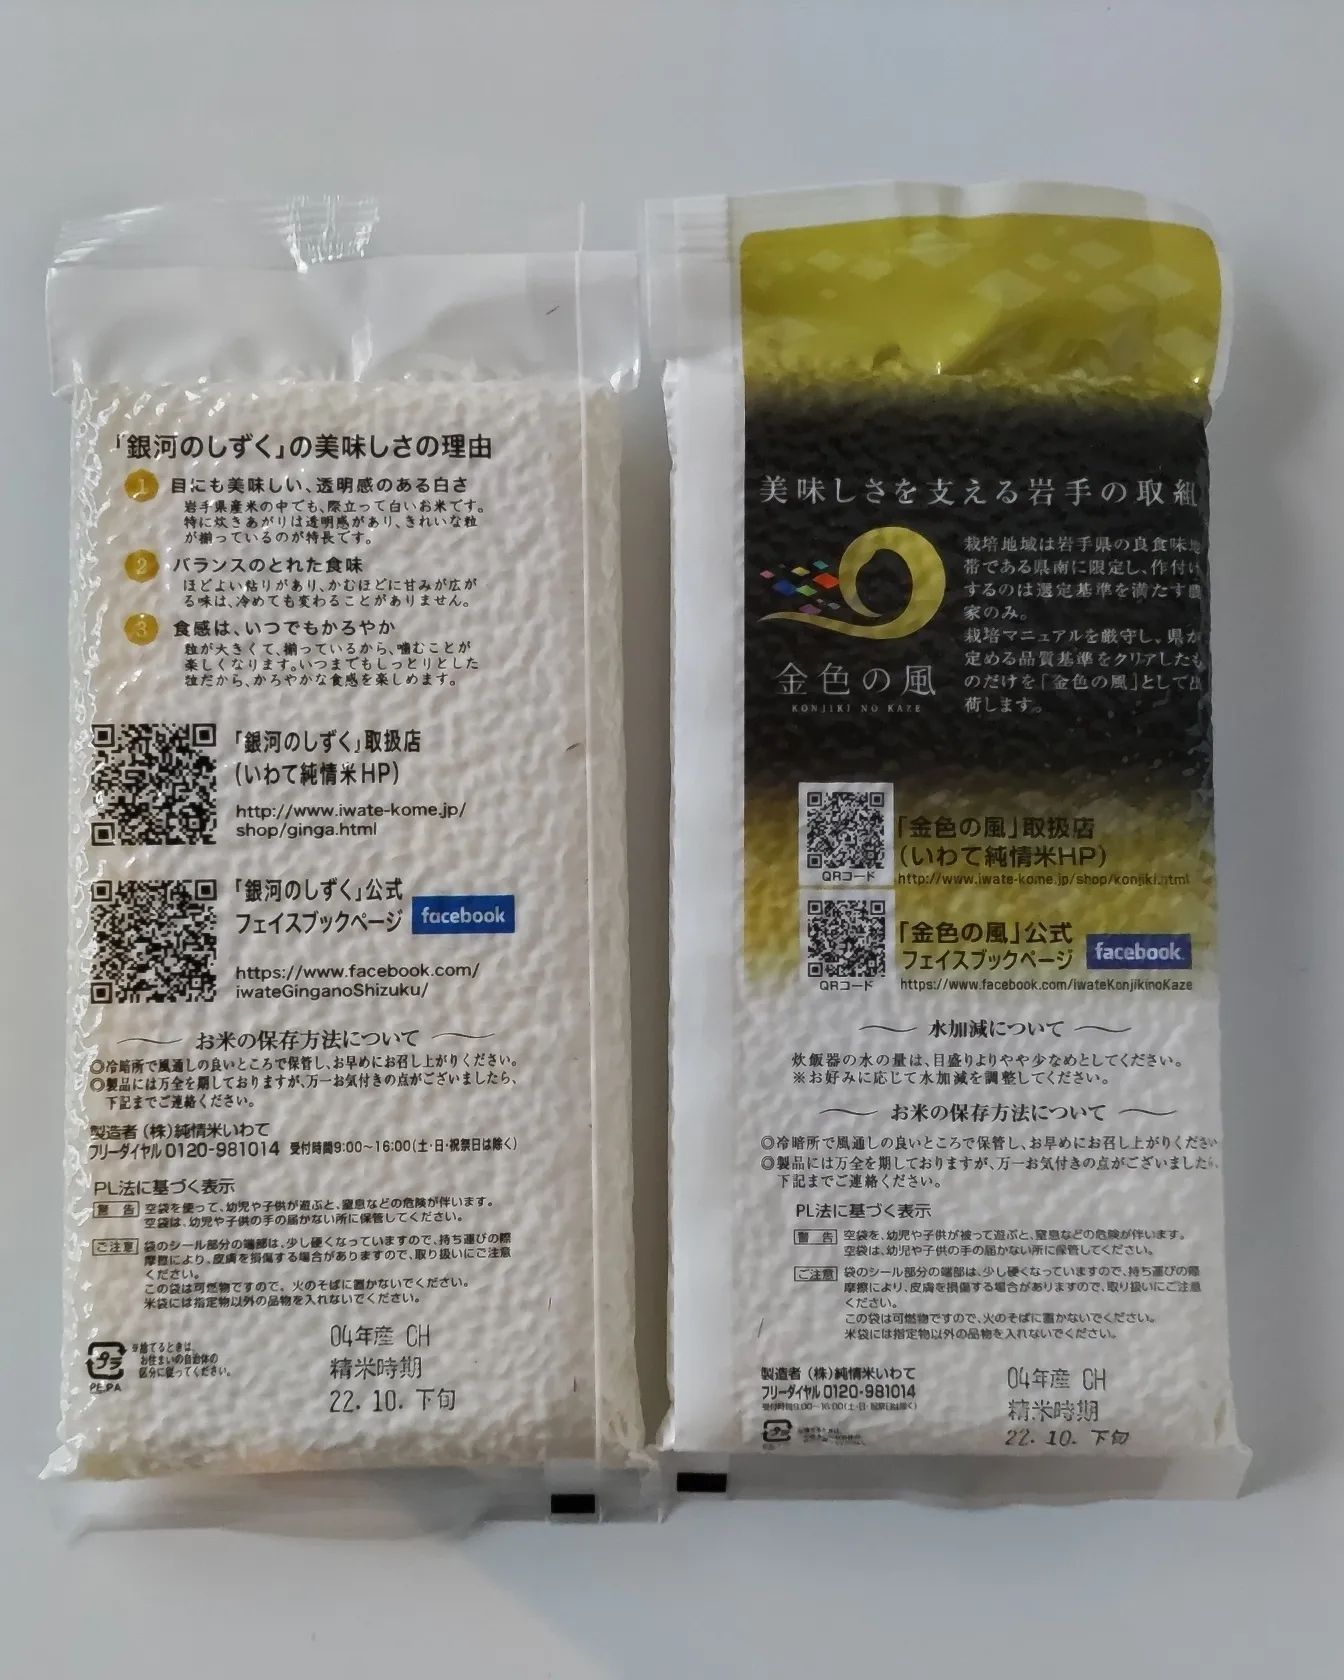 「銀河のしずく」の美味しさの理由
1 目にも美味しい、透明感のある白さ
岩手県産米の中でも、際立って白いお米です。
特に炊きあがりは透明感があり、きれいな粒
が揃っているのが特長です。
2 バランスのとれた食味
ほどよい粘りがあり、かむほどに甘みが広が
る味は、冷めても変わることがありません。
3 食感は、いつでもかろやか
粒が大きくて、揃っているから、噛むことが
楽しくなります。いつまでもしっとりとした
粒だから、かろやかな食感を楽しめます。
「銀河のしずく」取扱店
(いわて純情米HP)
http://www.iwate-kome.jp/
shop/ginga.html
「銀河のしずく」公式
フェイスブックページ facebook
https://www.facebook.com/
iwateGinganoShizuku/
お米の保存方法について
◎冷暗所で風通しの良いところで保管し、お早めにお召し上がりください。
◎製品には万全を期しておりますが、万一お気付きの点がございましたら、
下記までご連絡ください。
製造者 (株)純情米いわて
フリーダイヤル 0120-981014 受付時間9:00～16:00(土・日・祝祭日は除く)
PL法に基づく表示
警告 空袋を使って、幼児や子供が遊ぶと、窒息などの危険が伴います。
空袋は、幼児や子供の手の届かない所に保管してください。
ご注意 袋のシール部分の端部は、少し硬くなっていますので、持ち運びの際
摩擦により、皮膚を損傷する場合がありますので、取り扱いにご注意
ください。
この袋は可燃物ですので、火のそばに置かないでください。
米袋には指定物以外の品物を入れないでください。
プラ
PE,PA
※捨てるときは、
お住まいの自治体の
区分に従ってください。
04年産 CH
精米時期
22.10.下旬
美味しさを支える岩手の取組
栽培地域は岩手県の良食味地
帯である県南に限定し、作付け
するのは選定基準を満たす農
家のみ。
栽培マニュアルを厳守し、県が
定める品質基準をクリアしたも
のだけを「金色の風」として出
荷します。
金色の風
KONJIKI NO KAZE
QRコード
「金色の風」取扱店
(いわて純情米HP)
http://www.iwate-kome.jp/shop/konjiki.html
QRコード
「金色の風」公式
フェイスブックページ facebook
https://www.facebook.com/iwateKonjikinoKaze
水加減について
炊飯器の水の量は、目盛りよりやや少なめとしてください。
※お好みに応じて水加減を調整してください。
お米の保存方法について
◎冷暗所で風通しの良いところで保管し、お早めにお召し上がりください
◎製品には万全を期しておりますが、万一お気付きの点がございましたら、
下記までご連絡ください。
PL法に基づく表示
警告 空袋を、幼児や子供が被って遊ぶと、窒息などの危険が伴います。
空袋は、幼児や子供の手の届かない所に保管してください。
ご注意 袋のシール部分の端部は、少し硬くなっていますので、持ち運びの際
摩擦により、皮膚を損傷する場合がありますので、取り扱いにご注意
ください。
この袋は可燃物ですので、火のそばに置かないでください。
米袋には指定物以外の品物を入れないでください。
製造者 (株)純情米いわて
フリーダイヤル 0120-981014
受付時間9:00～16:00(土・日・祝祭日は除く)
プラ
04年産 CH
精米時期
22.10.下旬